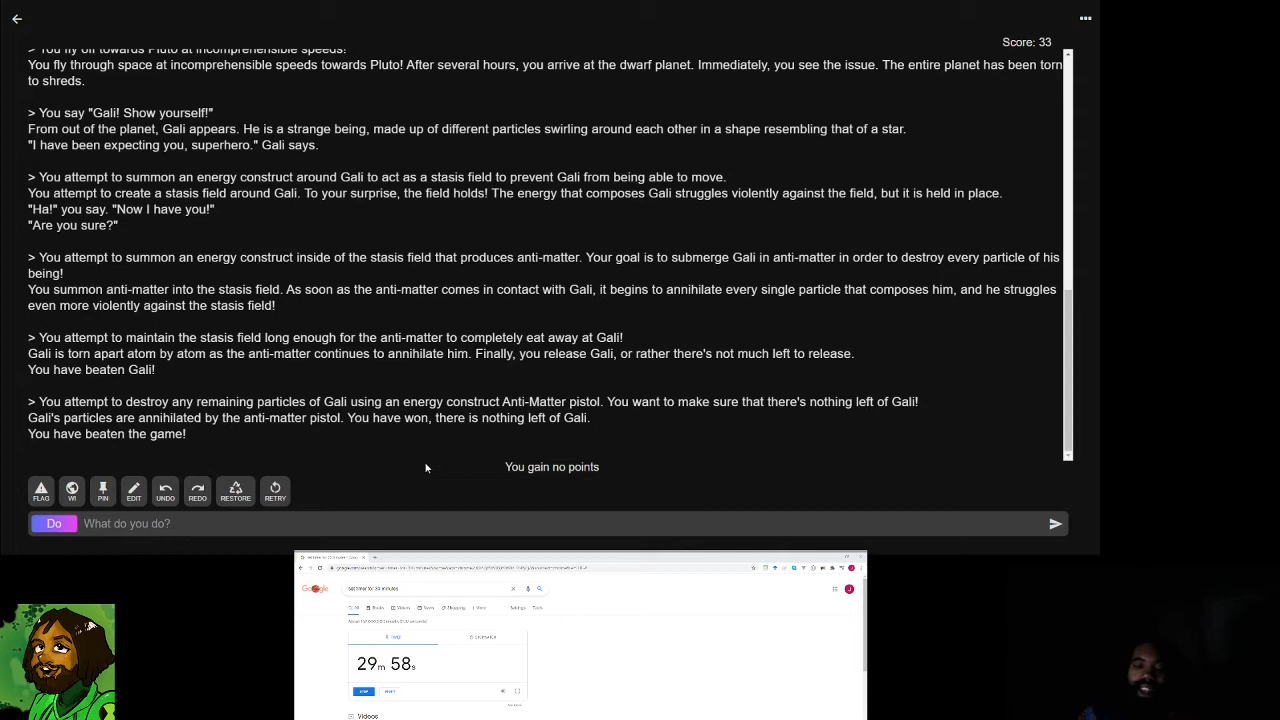 Score: 33
> You fly off towards Pluto at incomprehensible speeds!
You fly through space at incomprehensible speeds towards Pluto! After several hours, you arrive at the dwarf planet. Immediately, you see the issue. The entire planet has been torn
to shreds.
> You say "Gali! Show yourself!"
From out of the planet, Gali appears. He is a strange being, made up of different particles swirling around each other in a shape resembling that of a star.
"I have been expecting you, superhero." Gali says.
> You attempt to summon an energy construct around Gali to act as a stasis field to prevent Gali from being able to move.
You attempt to create a stasis field around Gali. To your surprise, the field holds! The energy that composes Gali struggles violently against the field, but it is held in place.
"Ha!" you say. "Now I have you!"
"Are you sure?"
> You attempt to summon an energy construct inside of the stasis field that produces anti-matter. Your goal is to submerge Gali in anti-matter in order to destroy every particle of his
being!
You summon anti-matter into the stasis field. As soon as the anti-matter comes in contact with Gali, it begins to annihilate every single particle that composes him, and he struggles
even more violently against the stasis field!
> You attempt to maintain the stasis field long enough for the anti-matter to completely eat away at Gali!
Gali is torn apart atom by atom as the anti-matter continues to annihilate him. Finally, you release Gali, or rather there's not much left to release.
You have beaten Gali!
> You attempt to destroy any remaining particles of Gali using an energy construct Anti-Matter pistol. You want to make sure that there's nothing left of Gali!
Gali's particles are annihilated by the anti-matter pistol. You have won, there is nothing left of Gali.
You have beaten the game!
You gain no points
FLAG WI PIN EDIT UNDO REDO RESTORE RETRY
Do What do you do?
Google set timer for 30 minutes
All Books Videos News Shopping More Settings Tools
29m 58s
STOP RESET
Videos